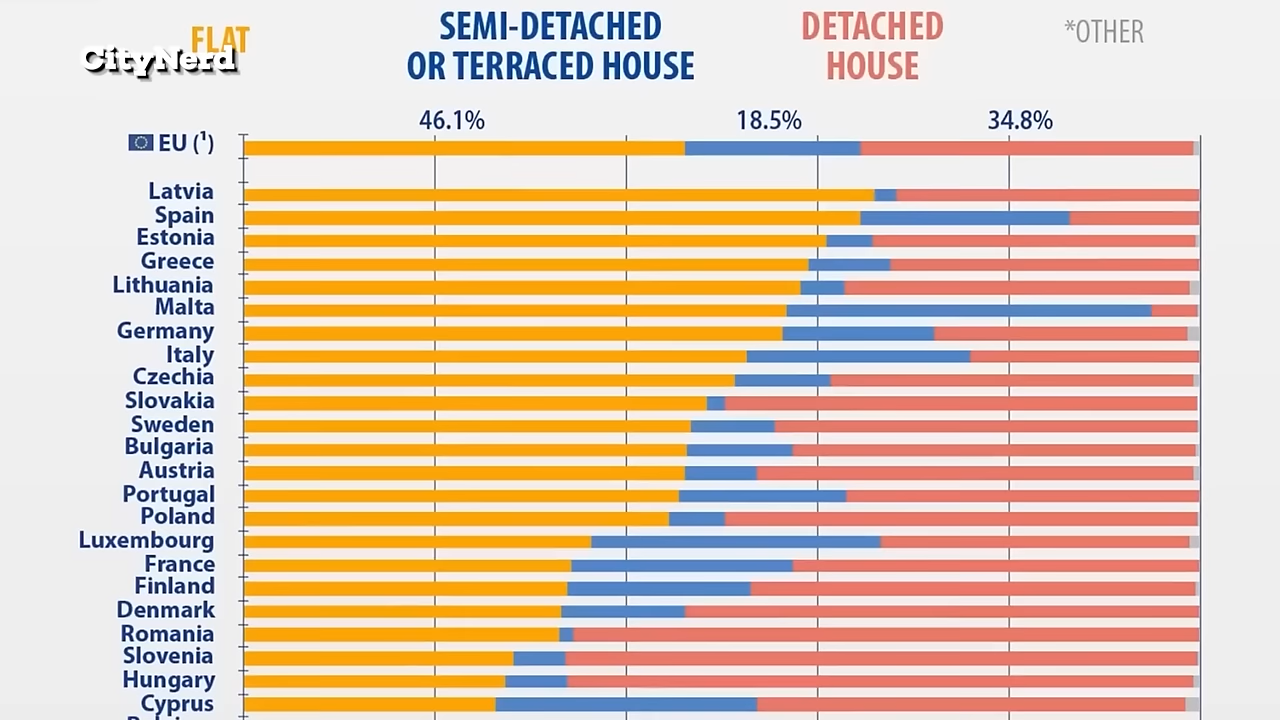 FLAT
CityNerd
SEMI-DETACHED
OR TERRACED HOUSE
DETACHED
HOUSE
*OTHER
46.1%
18.5%
34.8%
EU (¹)
Latvia
Spain
Estonia
Greece
Lithuania
Malta
Germany
Italy
Czechia
Slovakia
Sweden
Bulgaria
Austria
Portugal
Poland
Luxembourg
France
Finland
Denmark
Romania
Slovenia
Hungary
Cyprus